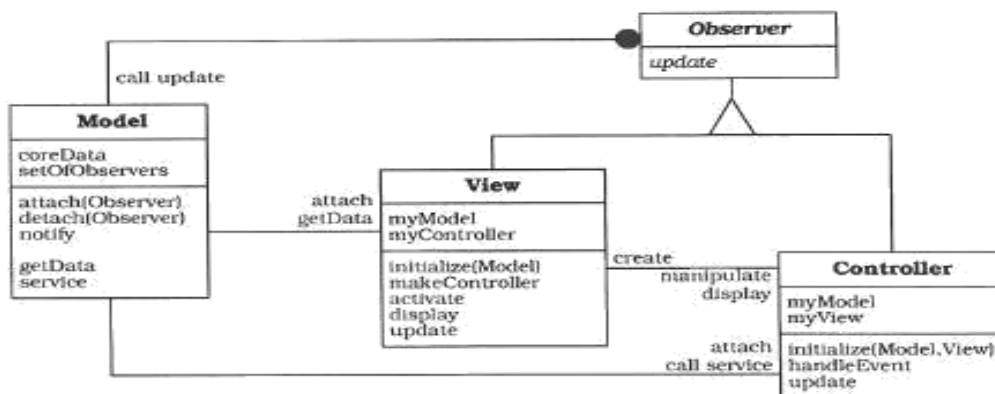 Observer
update
call update
Model
coreData
setOfObservers
attach(Observer)
detach(Observer)
notify
getData
service
attach
getData
View
myModel
myController
initialize(Model)
makeController
activate
display
update
create
manipulate
display
attach
call service
Controller
myModel
myView
initialize(Model,View)
handleEvent
update